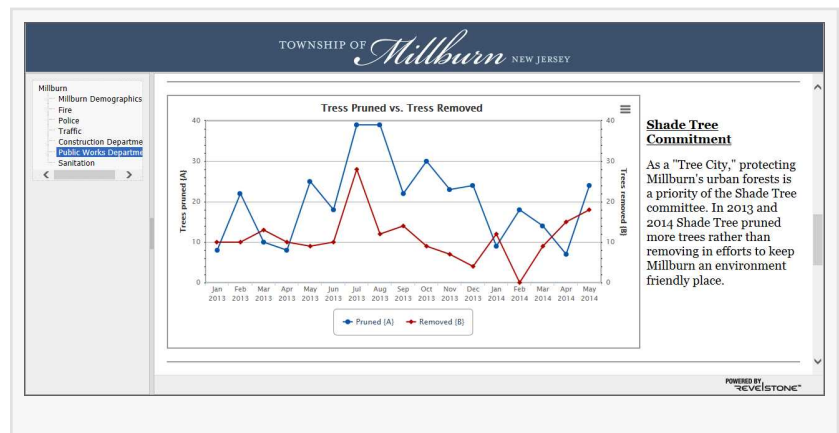 TOWNSHIP OF Millburn NEW JERSEY
Millburn
Millburn Demographics
Fire
Police
Traffic
Construction Departme
Public Works Departme
Sanitation
Tress Pruned vs. Tress Removed
Trees pruned (A)
40
30
20
10
0
40
30
20
10
0
Trees removed (B)
Jan Feb Mar Apr May Jun Jul Aug Sep Oct Nov Dec Jan Feb Mar Apr May
2013 2013 2013 2013 2013 2013 2013 2013 2013 2013 2013 2013 2014 2014 2014 2014 2014
Pruned (A) Removed (B)
Shade Tree
Commitment
As a "Tree City," protecting
Millburn's urban forests is
a priority of the Shade Tree
committee. In 2013 and
2014 Shade Tree pruned
more trees rather than
removing in efforts to keep
Millburn an environment
friendly place.
POWERED BY
REVELSTONE